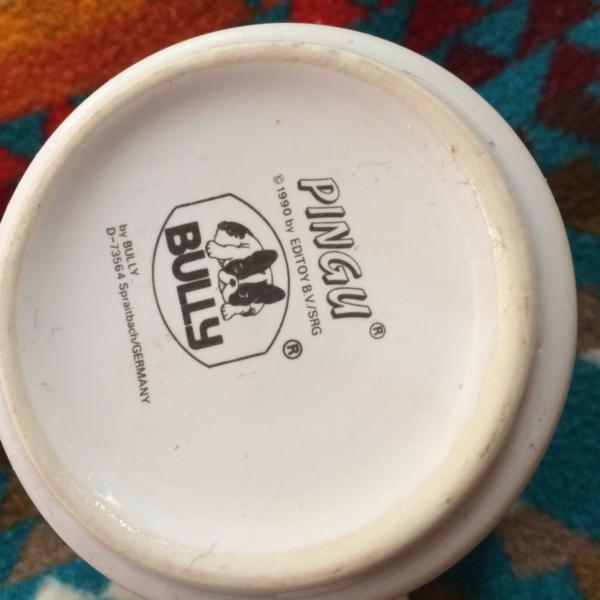 PINGU®
© 1990 by EDITOY B.V/SRG
BULLY
®
by BULLY
D-73564 Spraitbach/GERMANY